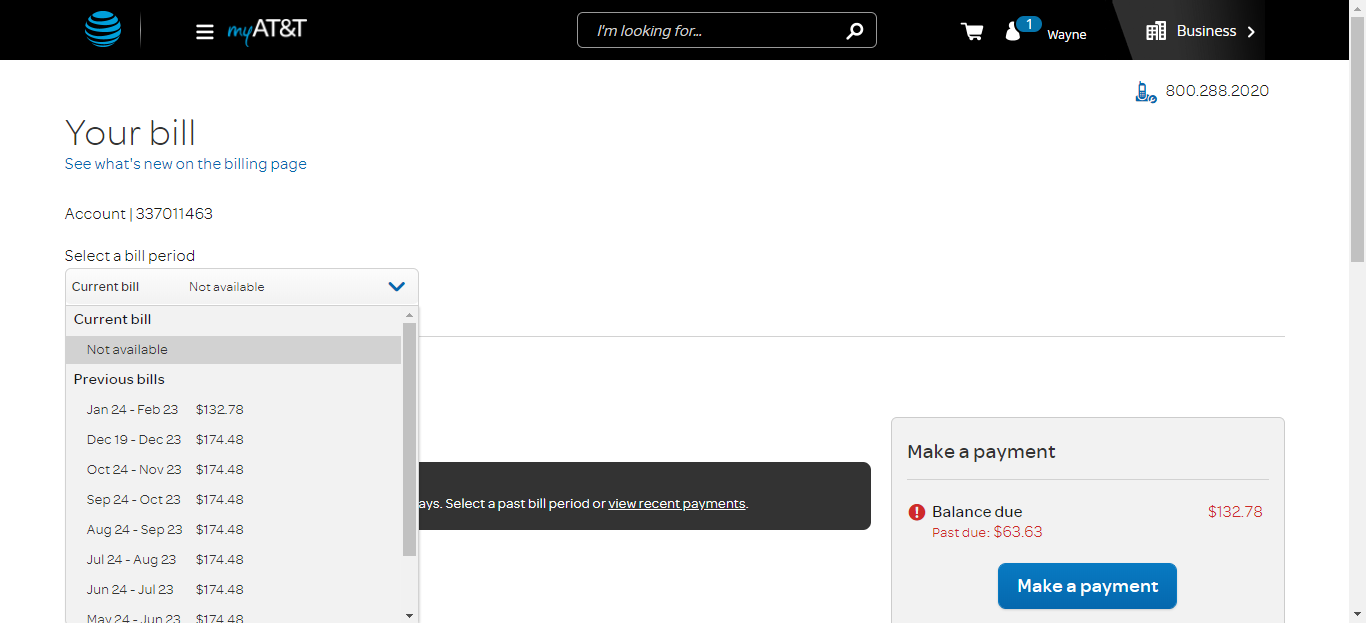 myAT&T
I'm looking for...
1
Wayne
Business
800.288.2020
Your bill
See what's new on the billing page
Account | 337011463
Select a bill period
Current bill Not available
Current bill
Not available
Previous bills
Jan 24 - Feb 23 $132.78
Dec 19 - Dec 23 $174.48
Oct 24 - Nov 23 $174.48
Sep 24 - Oct 23 $174.48
Aug 24 - Sep 23 $174.48
Jul 24 - Aug 23 $174.48
Jun 24 - Jul 23 $174.48
May 24 - Jun 23 $174.48
ays. Select a past bill period or view recent payments.
Make a payment
Balance due $132.78
Past due: $63.63
Make a payment